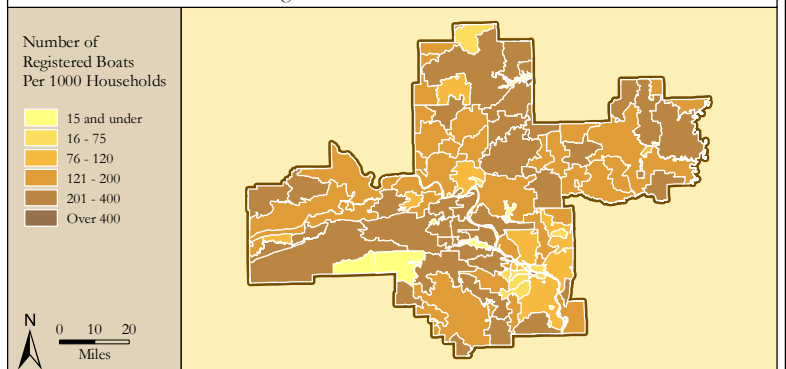 Number of
Registered Boats
Per 1000 Households
15 and under
16 - 75
76 - 120
121 - 200
201 - 400
Over 400
N
0 10 20
Miles